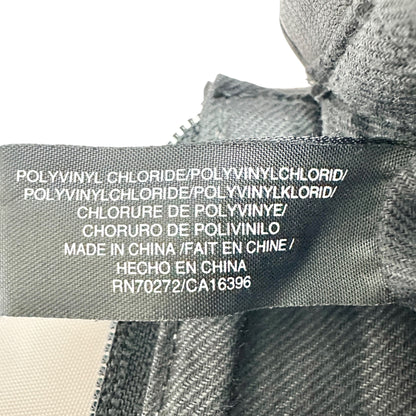 POLYVINYL CHLORIDE/POLYVINYLCHLORID/
POLYVINYLCHLORIDE/POLYVINYLKLORID/
CHLORURE DE POLYVINYE/
CHORURO DE POLIVINILO
MADE IN CHINA /FAIT EN CHINE/
HECHO EN CHINA
RN70272/CA16396